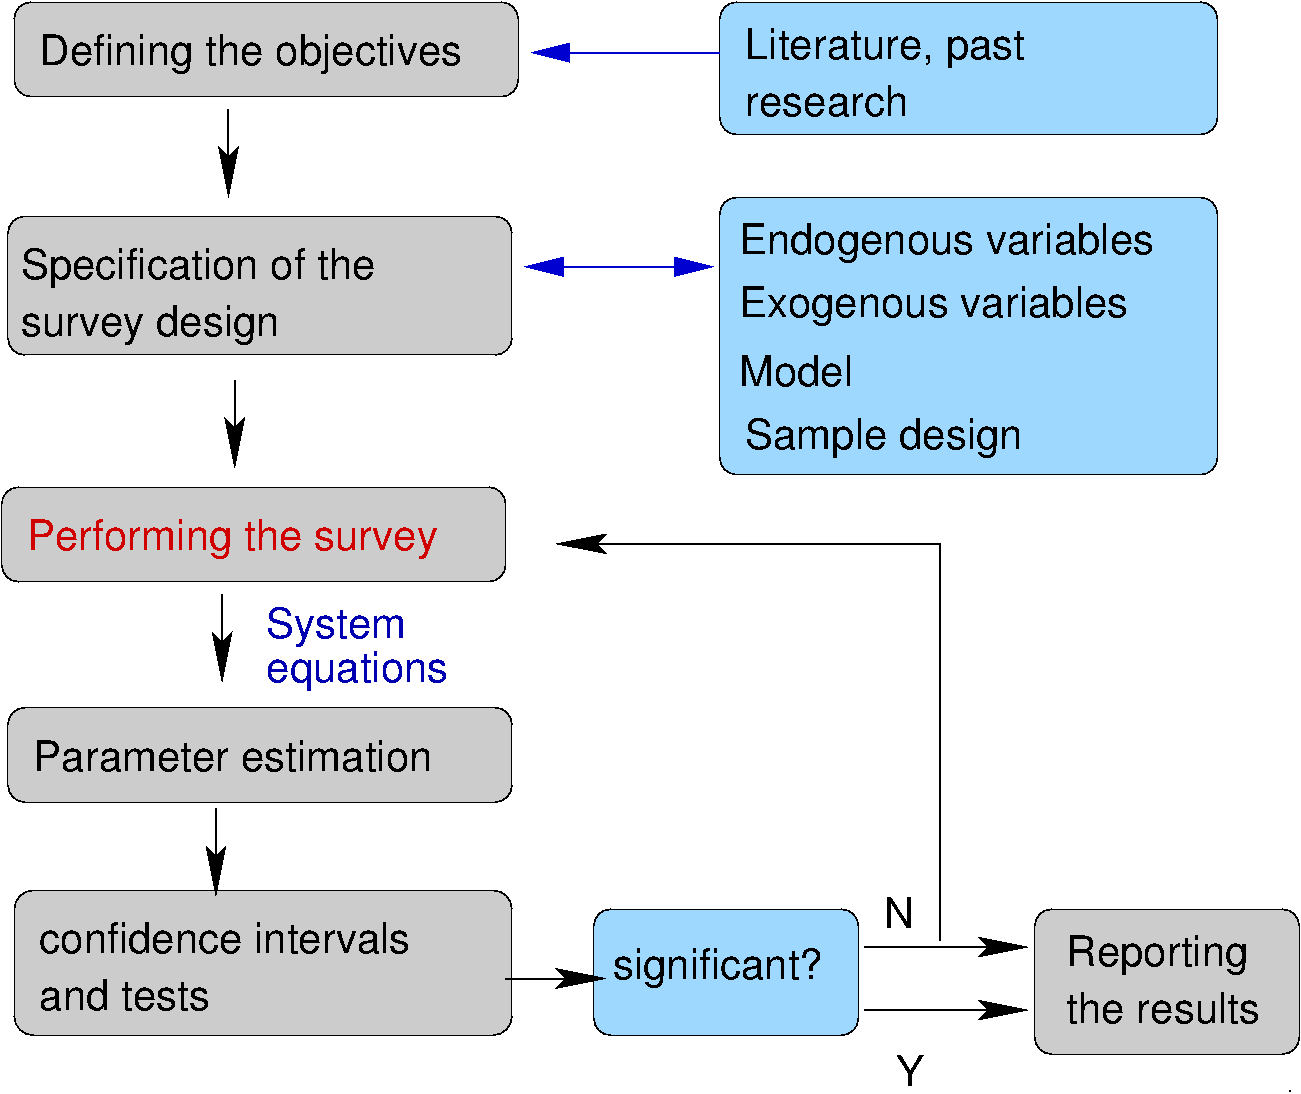 Defining the objectives
Literature, past
research
Specification of the
survey design
Endogenous variables
Exogenous variables
Model
Sample design
Performing the survey
System
equations
Parameter estimation
confidence intervals
and tests
significant?
N
Y
Reporting
the results